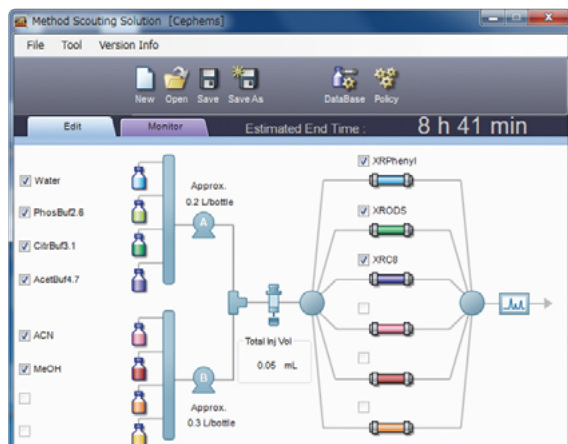 Method Scouting Solution [Cephems]
File Tool Version Info
New Open Save Save As DataBase Policy
Edit Monitor Estimated End Time : 8 h 41 min
XRPhenyl
Water
Approx.
0.2 L/bottle
PhosBuf2.6
XRODS
A
CitrBuf3.1
XRC8
AcetBuf4.7
ACN
Total Inj Vol
0.06 mL
MeOH
B
Approx.
0.3 L/bottle